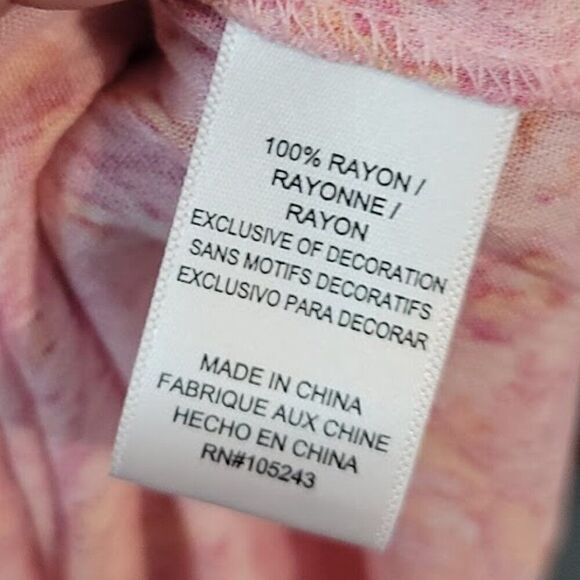 100% RAYON /
RAYONNE /
RAYON
EXCLUSIVE OF DECORATION
SANS MOTIFS DECORATIFS
EXCLUSIVO PARA DECORAR
MADE IN CHINA
FABRIQUE AUX CHINE
HECHO EN CHINA
RN#105243